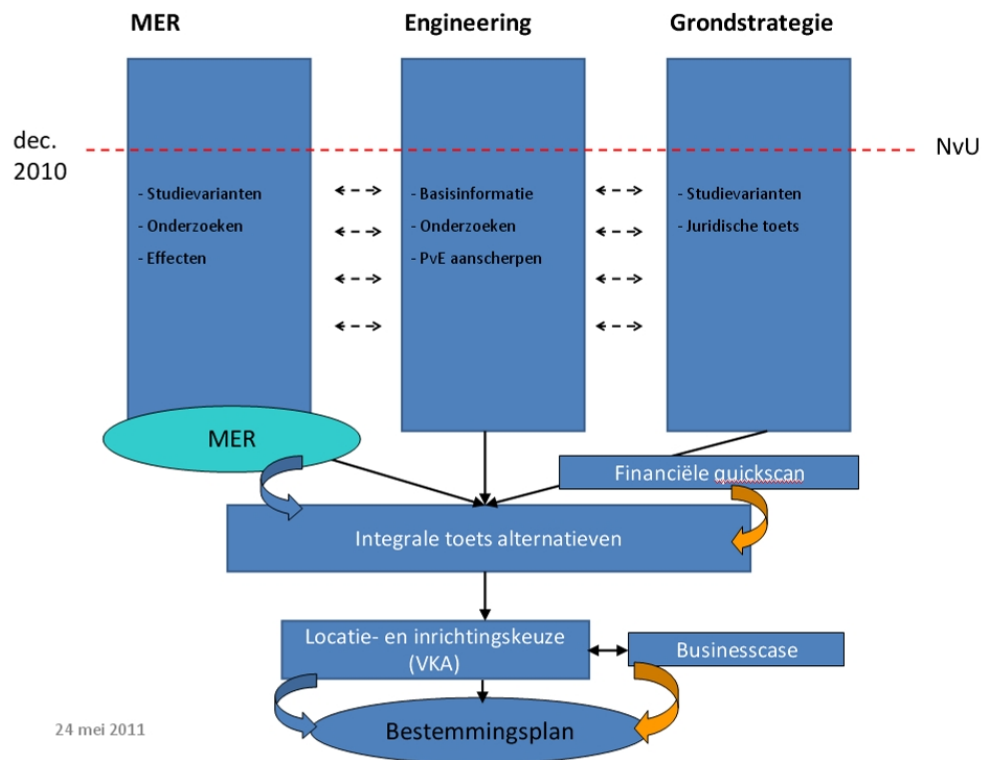 MER
Engineering
Grondstrategie
dec.
2010
NvU
- Studievarianten
- Onderzoeken
- Effecten
- Basisinformatie
- Onderzoeken
- PvE aanscherpen
- Studievarianten
- Juridische toets
MER
Financiële quickscan
Integrale toets alternatieven
Locatie- en inrichtingskeuze
(VKA)
Businesscase
Bestemmingsplan
24 mei 2011